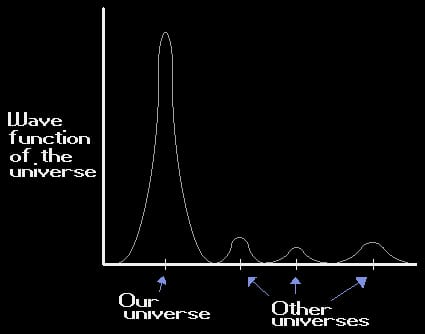 Wave
function
of the
universe
Our
universe
Other
universes